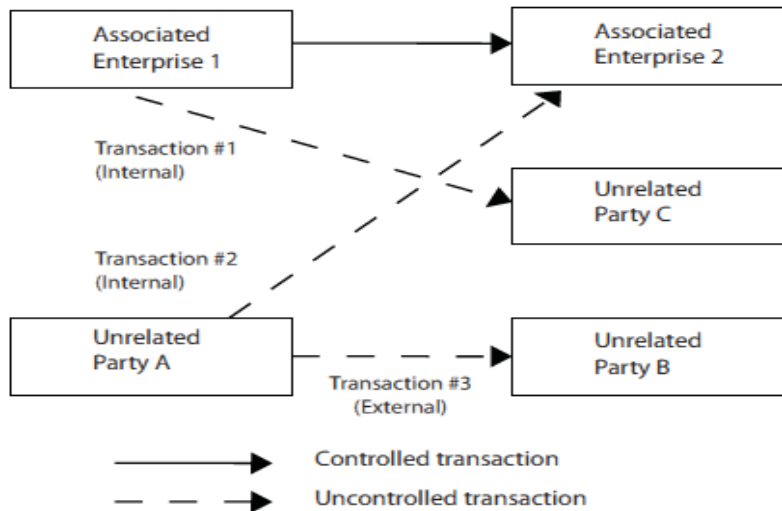 Associated
Enterprise 1
Associated
Enterprise 2
Transaction #1
(Internal)
Unrelated
Party C
Transaction #2
(Internal)
Unrelated
Party A
Unrelated
Party B
Transaction #3
(External)
Controlled transaction
Uncontrolled transaction